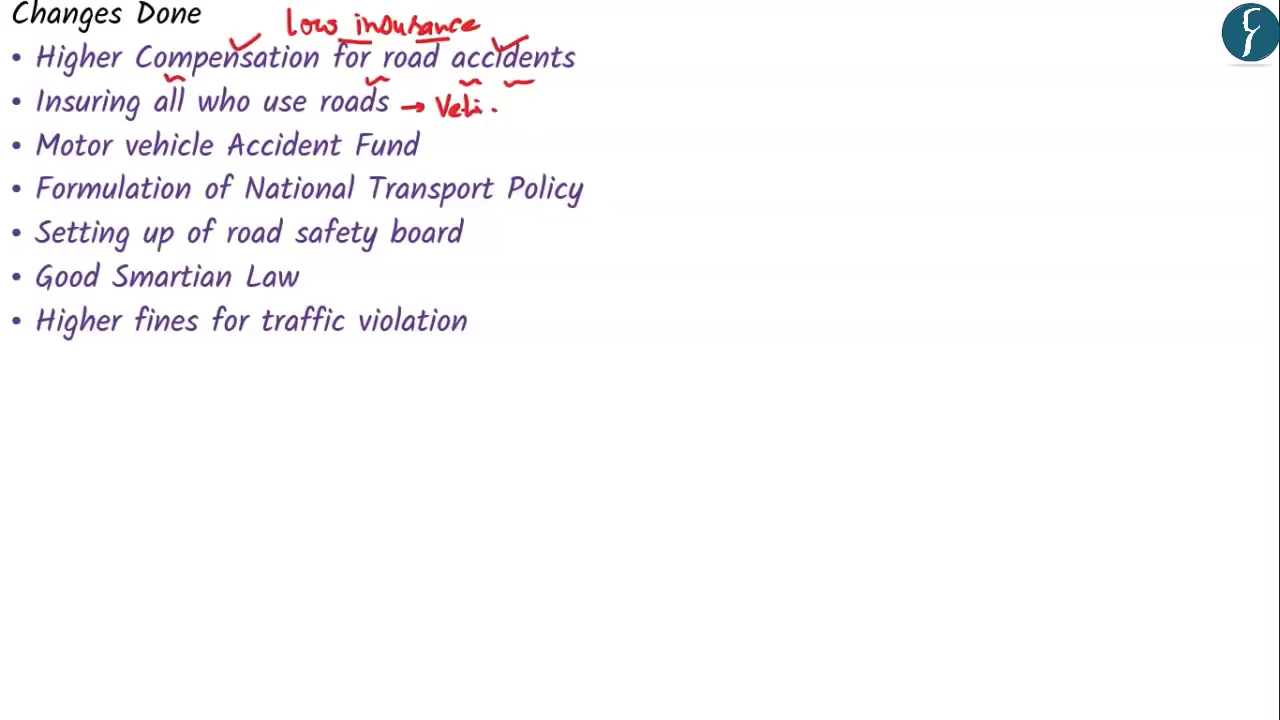 Changes Done
Low insurance
• Higher Compensation for road accidents
• Insuring all who use roads → Vehi.
• Motor vehicle Accident Fund
• Formulation of National Transport Policy
• Setting up of road safety board
• Good Smartian Law
• Higher fines for traffic violation